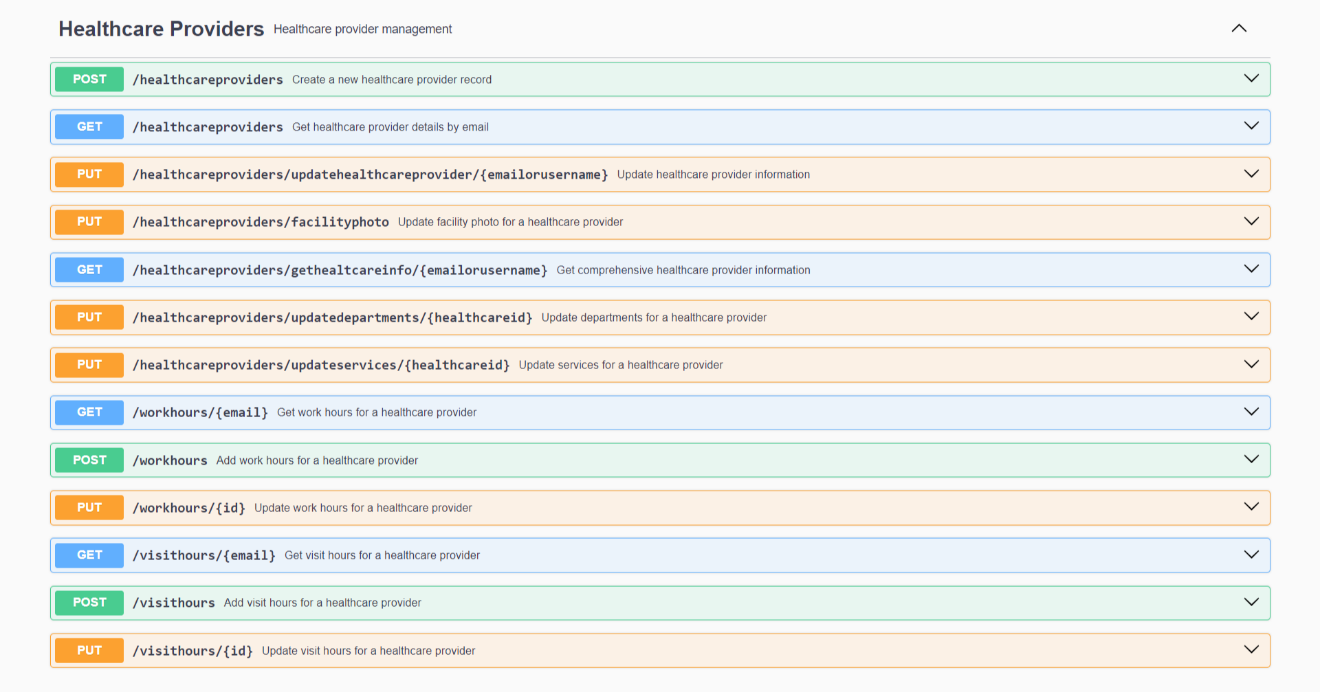 Healthcare Providers Healthcare provider management
POST /healthcareproviders Create a new healthcare provider record
GET /healthcareproviders Get healthcare provider details by email
PUT /healthcareproviders/updatehealthcareprovider/{emailorusername} Update healthcare provider information
PUT /healthcareproviders/facilityphoto Update facility photo for a healthcare provider
GET /healthcareproviders/gethealtcareinfo/{emailorusername} Get comprehensive healthcare provider information
PUT /healthcareproviders/updatedepartments/{healthcareid} Update departments for a healthcare provider
PUT /healthcareproviders/updateservices/{healthcareid} Update services for a healthcare provider
GET /workhours/{email} Get work hours for a healthcare provider
POST /workhours Add work hours for a healthcare provider
PUT /workhours/{id} Update work hours for a healthcare provider
GET /visithours/{email} Get visit hours for a healthcare provider
POST /visithours Add visit hours for a healthcare provider
PUT /visithours/{id} Update visit hours for a healthcare provider